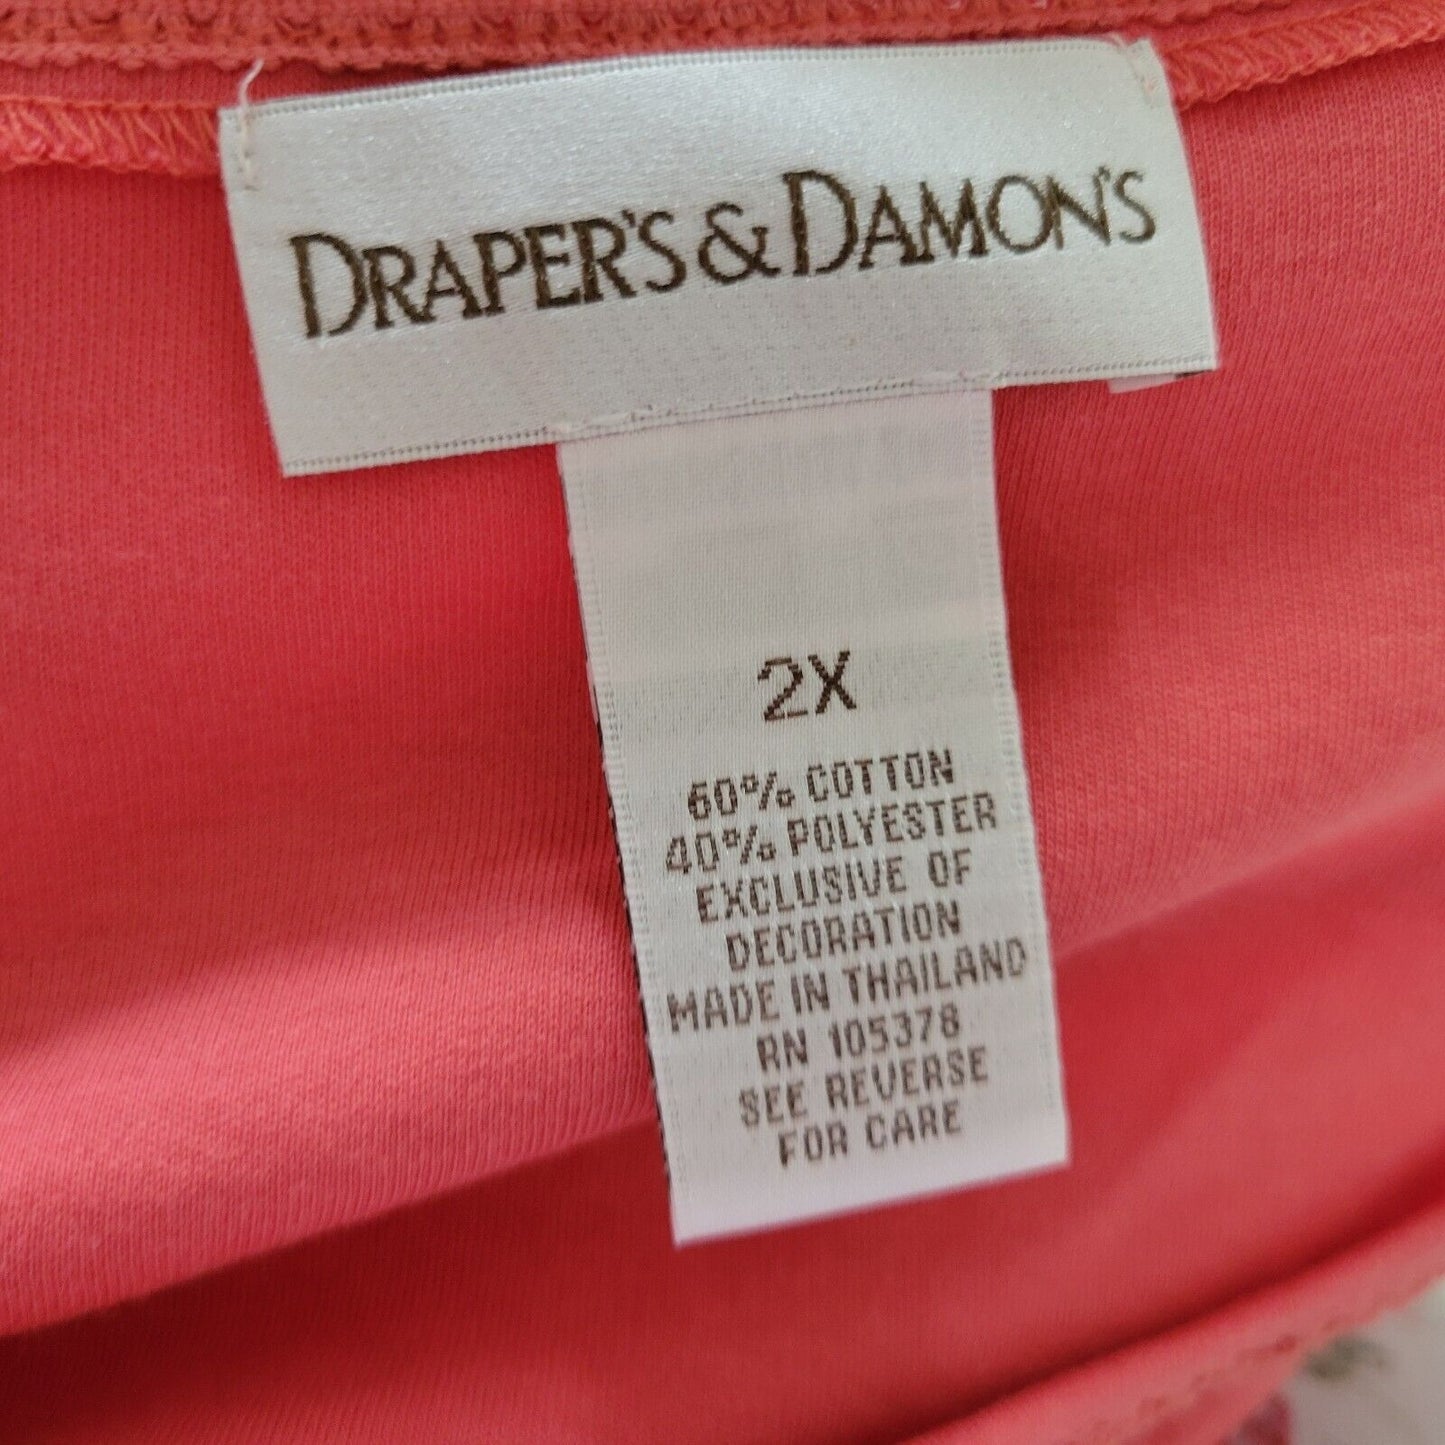 DRAPER'S & DAMON'S
2X
60% COTTON
40% POLYESTER
EXCLUSIVE OF
DECORATION
MADE IN THAILAND
RN 105378
SEE REVERSE
FOR CARE